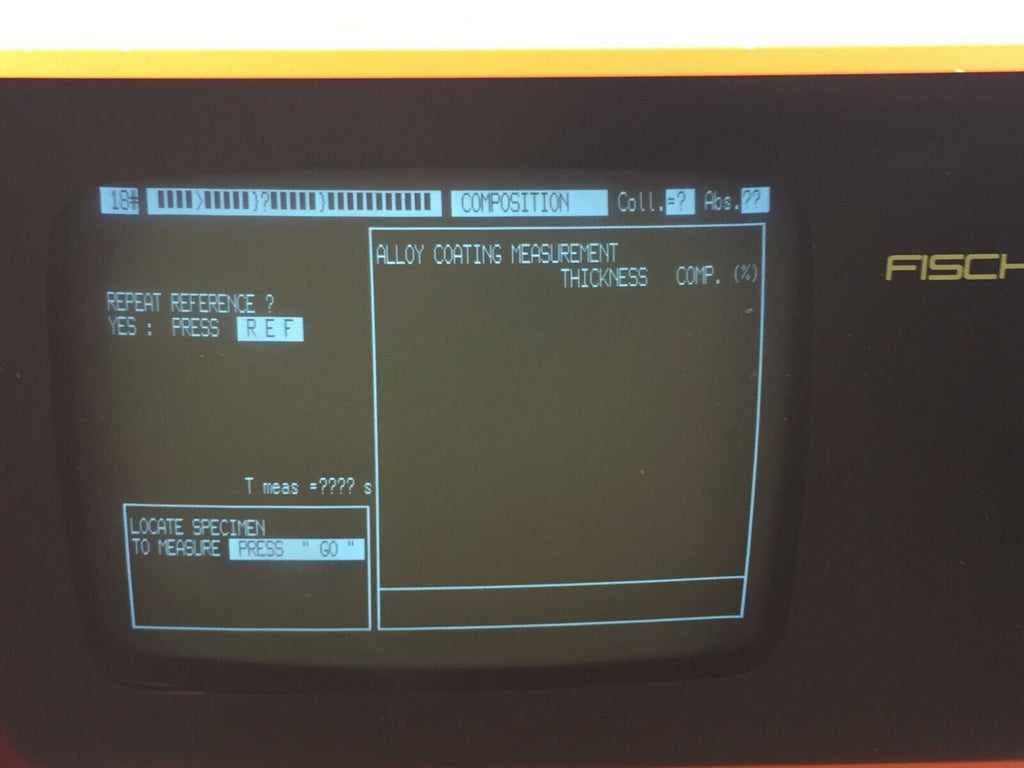 18# COMPOSITION Coll.=? Abs.??
ALLOY COATING MEASUREMENT
THICKNESS COMP. (%)
REPEAT REFERENCE ?
YES : PRESS REF
T meas =???? s
LOCATE SPECIMEN
TO MEASURE PRESS " GO "
FISCH